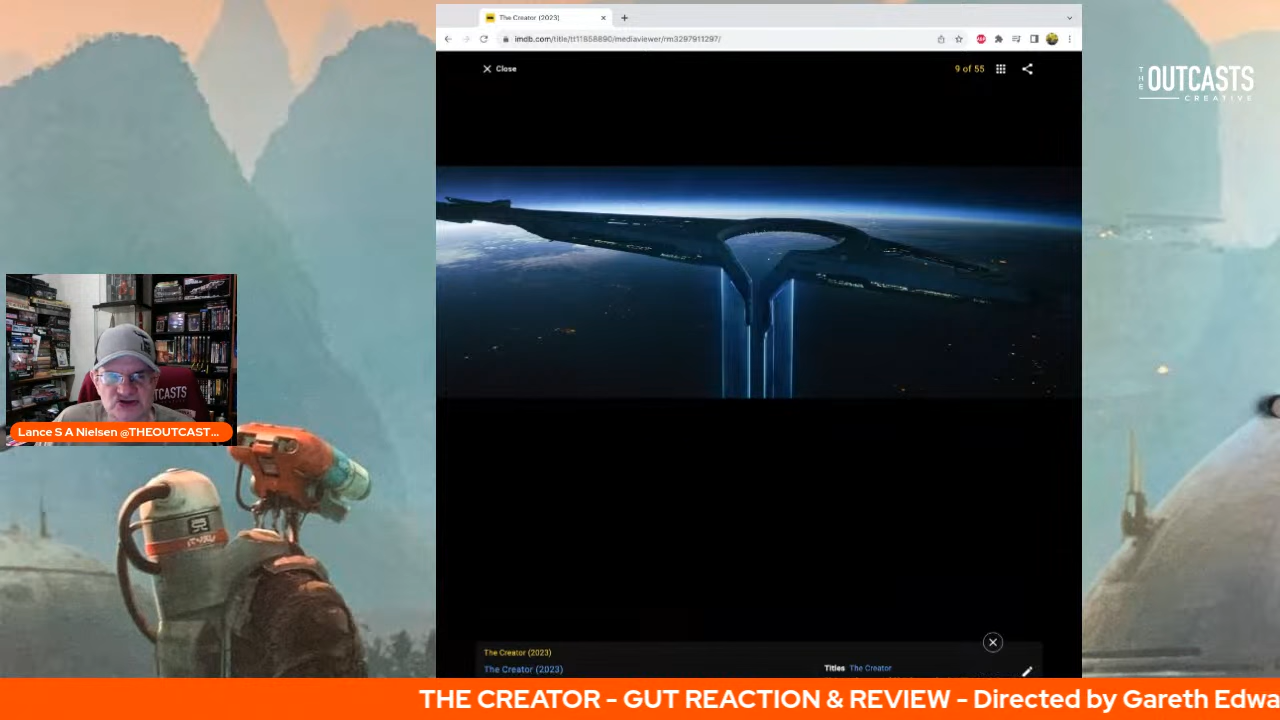 The Creator (2023)
imdb.com/title/tt11858890/mediaviewer/rm3297911297/
Close
9 of 55
THE OUTCASTS
CREATIVE
CASTS
Lance S A Nielsen @THEOUTCAST...
The Creator (2023)
The Creator (2023)
Titles The Creator
THE CREATOR - GUT REACTION & REVIEW - Directed by Gareth Edwa